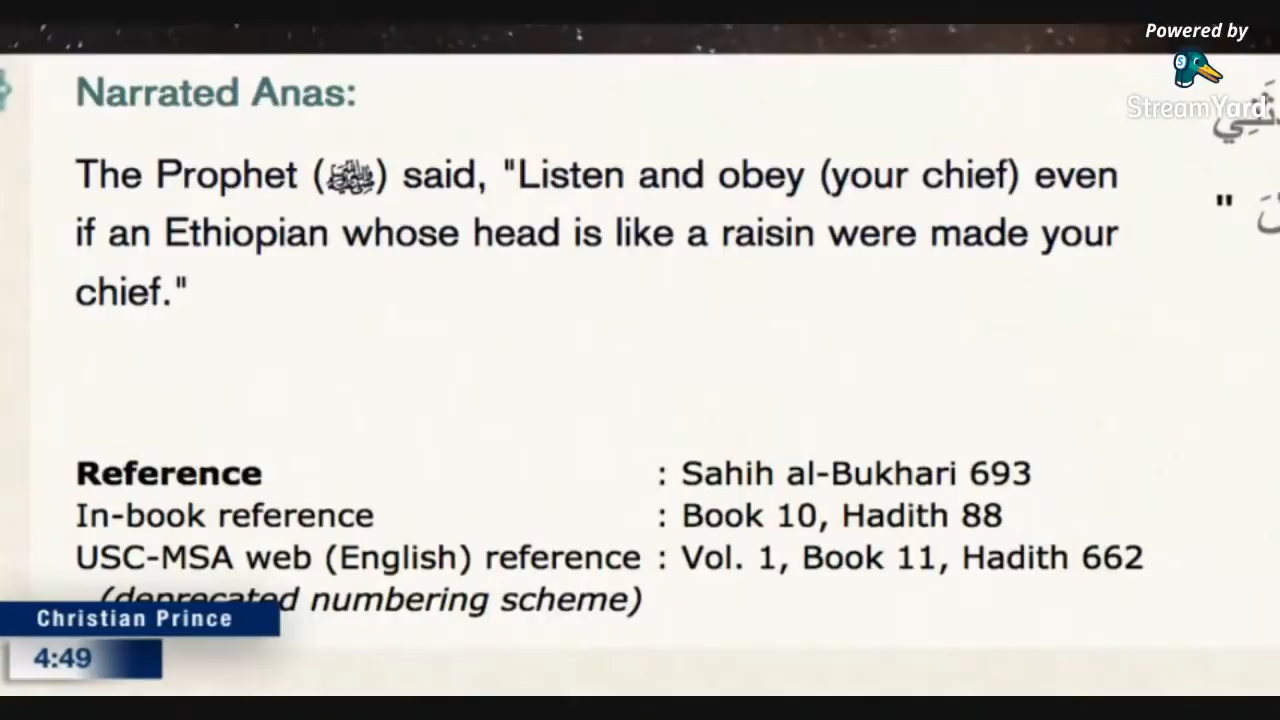 Powered by
StreamYard
Narrated Anas:
The Prophet (ﷺ) said, "Listen and obey (your chief) even
if an Ethiopian whose head is like a raisin were made your
chief."
"
Reference : Sahih al-Bukhari 693
In-book reference : Book 10, Hadith 88
USC-MSA web (English) reference : Vol. 1, Book 11, Hadith 662
(deprecated numbering scheme)
Christian Prince
4:49